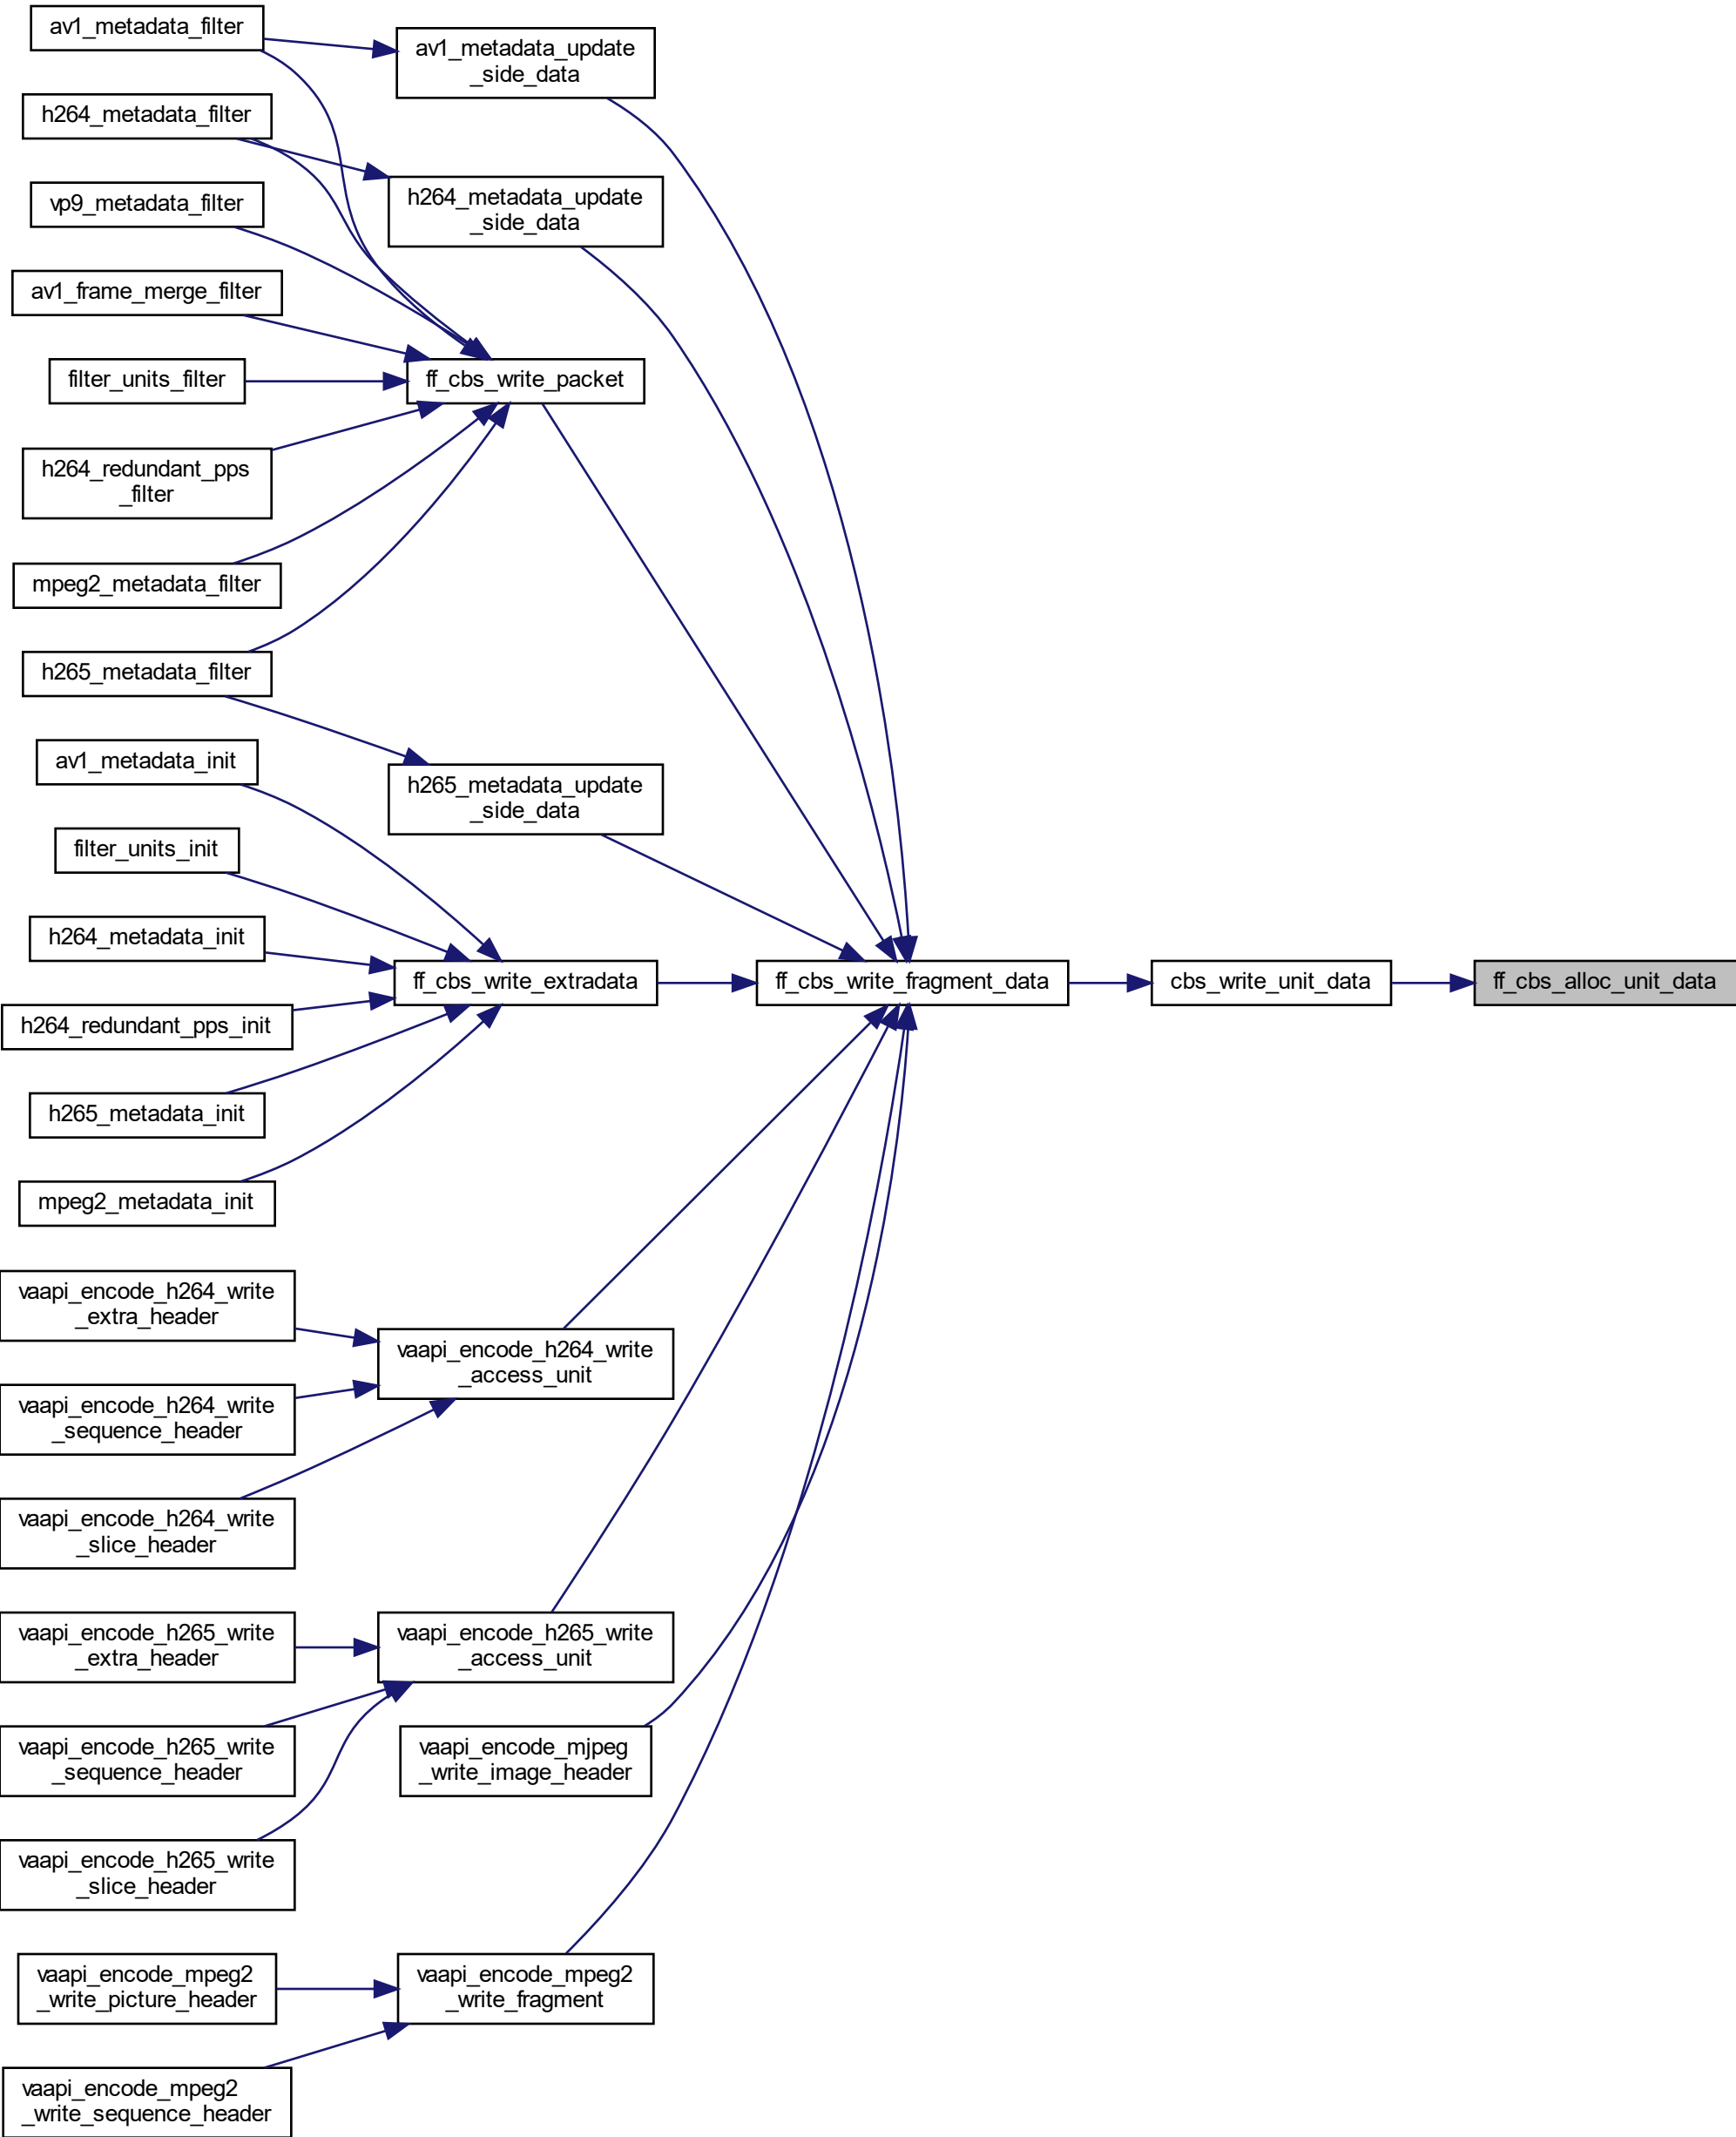 av1_metadata_filter
h264_metadata_filter
vp9_metadata_filter
av1_frame_merge_filter
filter_units_filter
h264_redundant_pps
_filter
mpeg2_metadata_filter
h265_metadata_filter
av1_metadata_init
filter_units_init
h264_metadata_init
h264_redundant_pps_init
h265_metadata_init
mpeg2_metadata_init
vaapi_encode_h264_write
_extra_header
vaapi_encode_h264_write
_sequence_header
vaapi_encode_h264_write
_slice_header
vaapi_encode_h265_write
_extra_header
vaapi_encode_h265_write
_sequence_header
vaapi_encode_h265_write
_slice_header
vaapi_encode_mpeg2
_write_picture_header
vaapi_encode_mpeg2
_write_sequence_header
av1_metadata_update
_side_data
h264_metadata_update
_side_data
ff_cbs_write_packet
h265_metadata_update
_side_data
ff_cbs_write_extradata
vaapi_encode_h264_write
_access_unit
vaapi_encode_h265_write
_access_unit
vaapi_encode_mjpeg
_write_image_header
vaapi_encode_mpeg2
_write_fragment
ff_cbs_write_fragment_data
cbs_write_unit_data
ff_cbs_alloc_unit_data